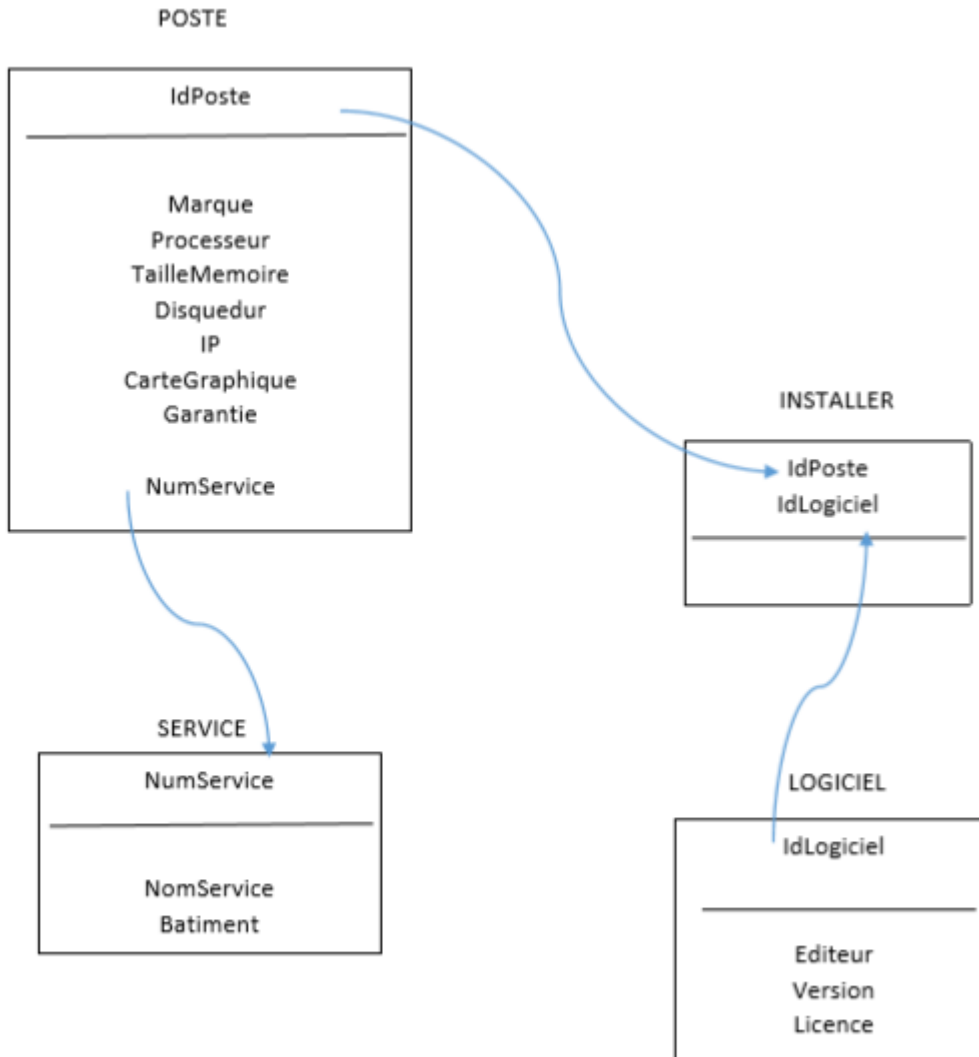 POSTE
IdPoste
Marque
Processeur
TailleMemoire
Disquedur
IP
CarteGraphique
Garantie
NumService
INSTALLER
IdPoste
IdLogiciel
SERVICE
NumService
NomService
Batiment
LOGICIEL
IdLogiciel
Editeur
Version
Licence